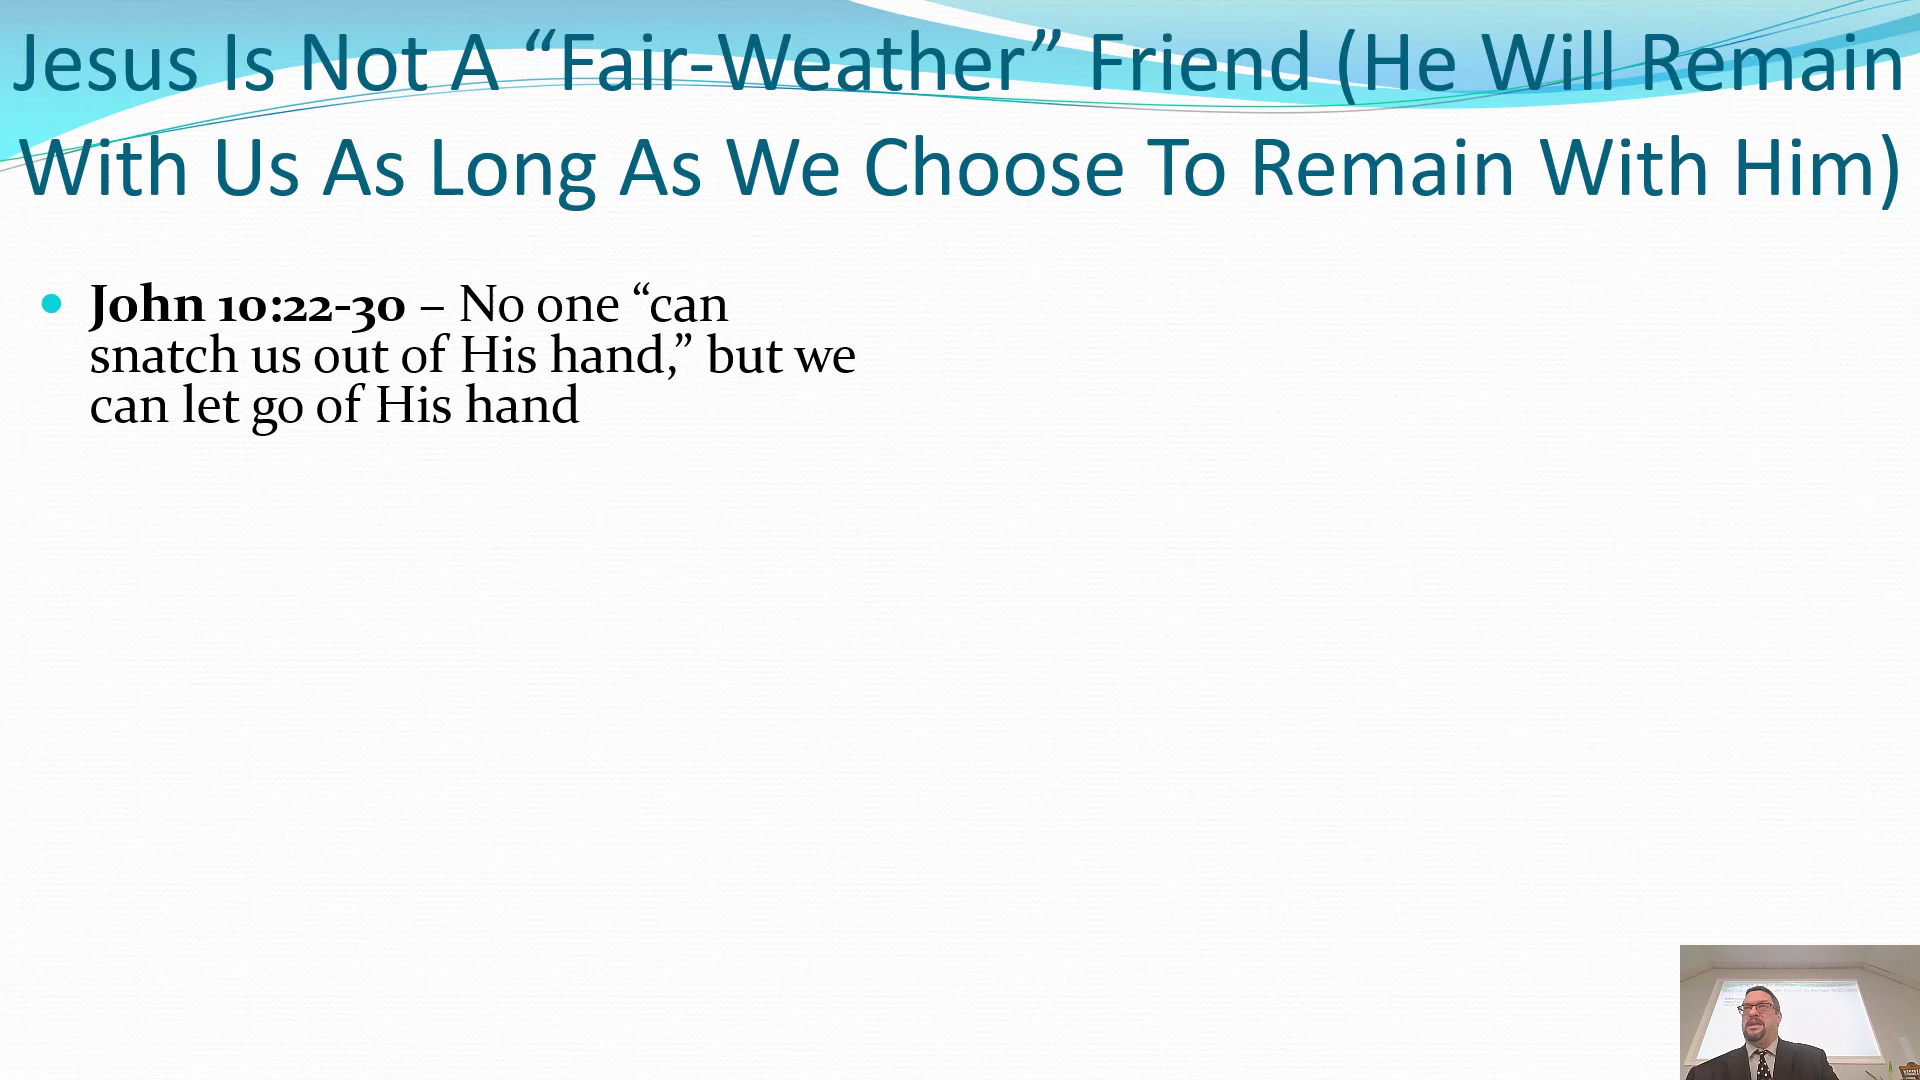 Jesus Is Not A “Fair-Weather” Friend (He Will Remain
With Us As Long As We Choose To Remain With Him)
• John 10:22-30 – No one “can
snatch us out of His hand,” but we
can let go of His hand